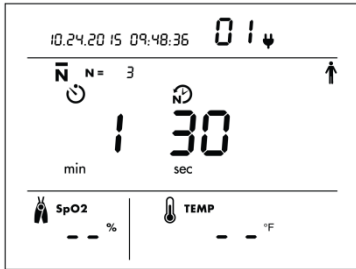 10.24.2015 09:48:36 01
N N = 3
N
1 30
min sec
SpO2 TEMP
-- % -- °F